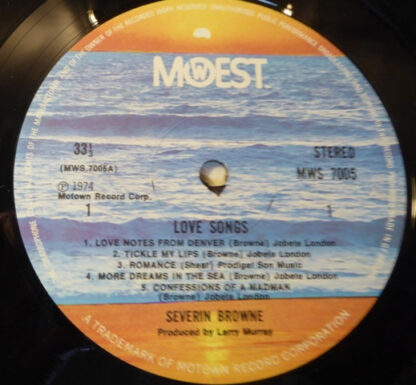 MOWEST.
33⅓
STEREO
(MWS.7005A)
MWS 7005
Ⓟ 1974
Motown Record Corp.
1
1
LOVE SONGS
1. LOVE NOTES FROM DENVER (Browne) Jobete London
2. TICKLE MY LIPS (Browne) Jobete London
3. ROMANCE (Sheaf) Prodigal Son Music
4. MORE DREAMS IN THE SEA (Browne) Jobete London
5. CONFESSIONS OF A MADMAN
(Browne) Jobete London
SEVERIN BROWNE
Produced by Larry Murray
A TRADEMARK OF MOTOWN RECORD CORPORATION